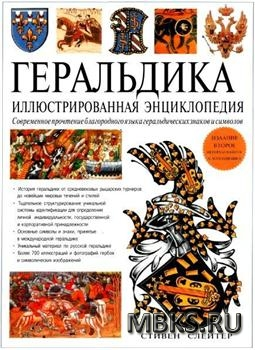 ГЕРАЛЬДИКА
ИЛЛЮСТРИРОВАННАЯ ЭНЦИКЛОПЕДИЯ
Современное прочтение благородного языка геральдических знаков и символов
ИЗДАНИЕ
ВТОРОЕ
• История геральдики от средневековых рыцарских турниров
до новейших мировых течений и стилей
• Тщательное структурирование уникальной
системы идентификации для определения
личной индивидуальности, государственной
и корпоративной принадлежности
• Основные символы и знаки, принятые
в международной геральдике
• Уникальный материал по русской геральдике
• Более 700 иллюстраций и фотографий гербов
и символических изображений
СТИВЕН СЛЕЙТЕР
MBKS.RU